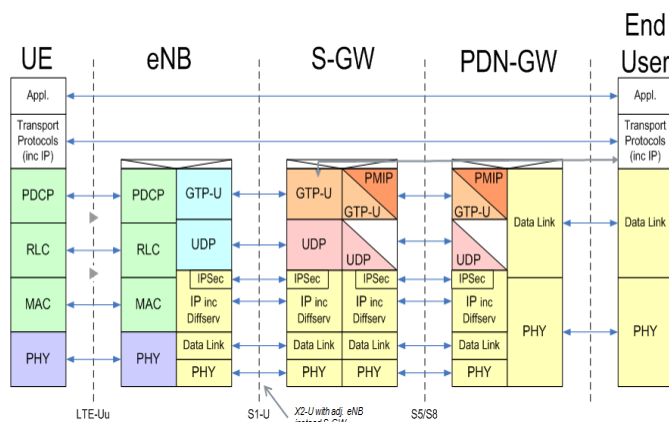 UE
eNB
S-GW
PDN-GW
End
User
Appl.
Appl.
Transport
Protocols
(inc IP)
Transport
Protocols
(inc IP)
PDCP
PDCP
GTP-U
GTP-U
PMIP
GTP-U
PMIP
GTP-U
Data Link
Data Link
RLC
RLC
UDP
UDP
UDP
UDP
IPSec
IPSec
IPSec
IPSec
MAC
MAC
IP inc
Diffserv
IP inc
Diffserv
IP inc
Diffserv
IP inc
Diffserv
PHY
PHY
PHY
PHY
Data Link
Data Link
Data Link
Data Link
PHY
PHY
PHY
PHY
LTE-Uu
S1-U
X2-U with adj. eNB
instead S-GW
S5/S8